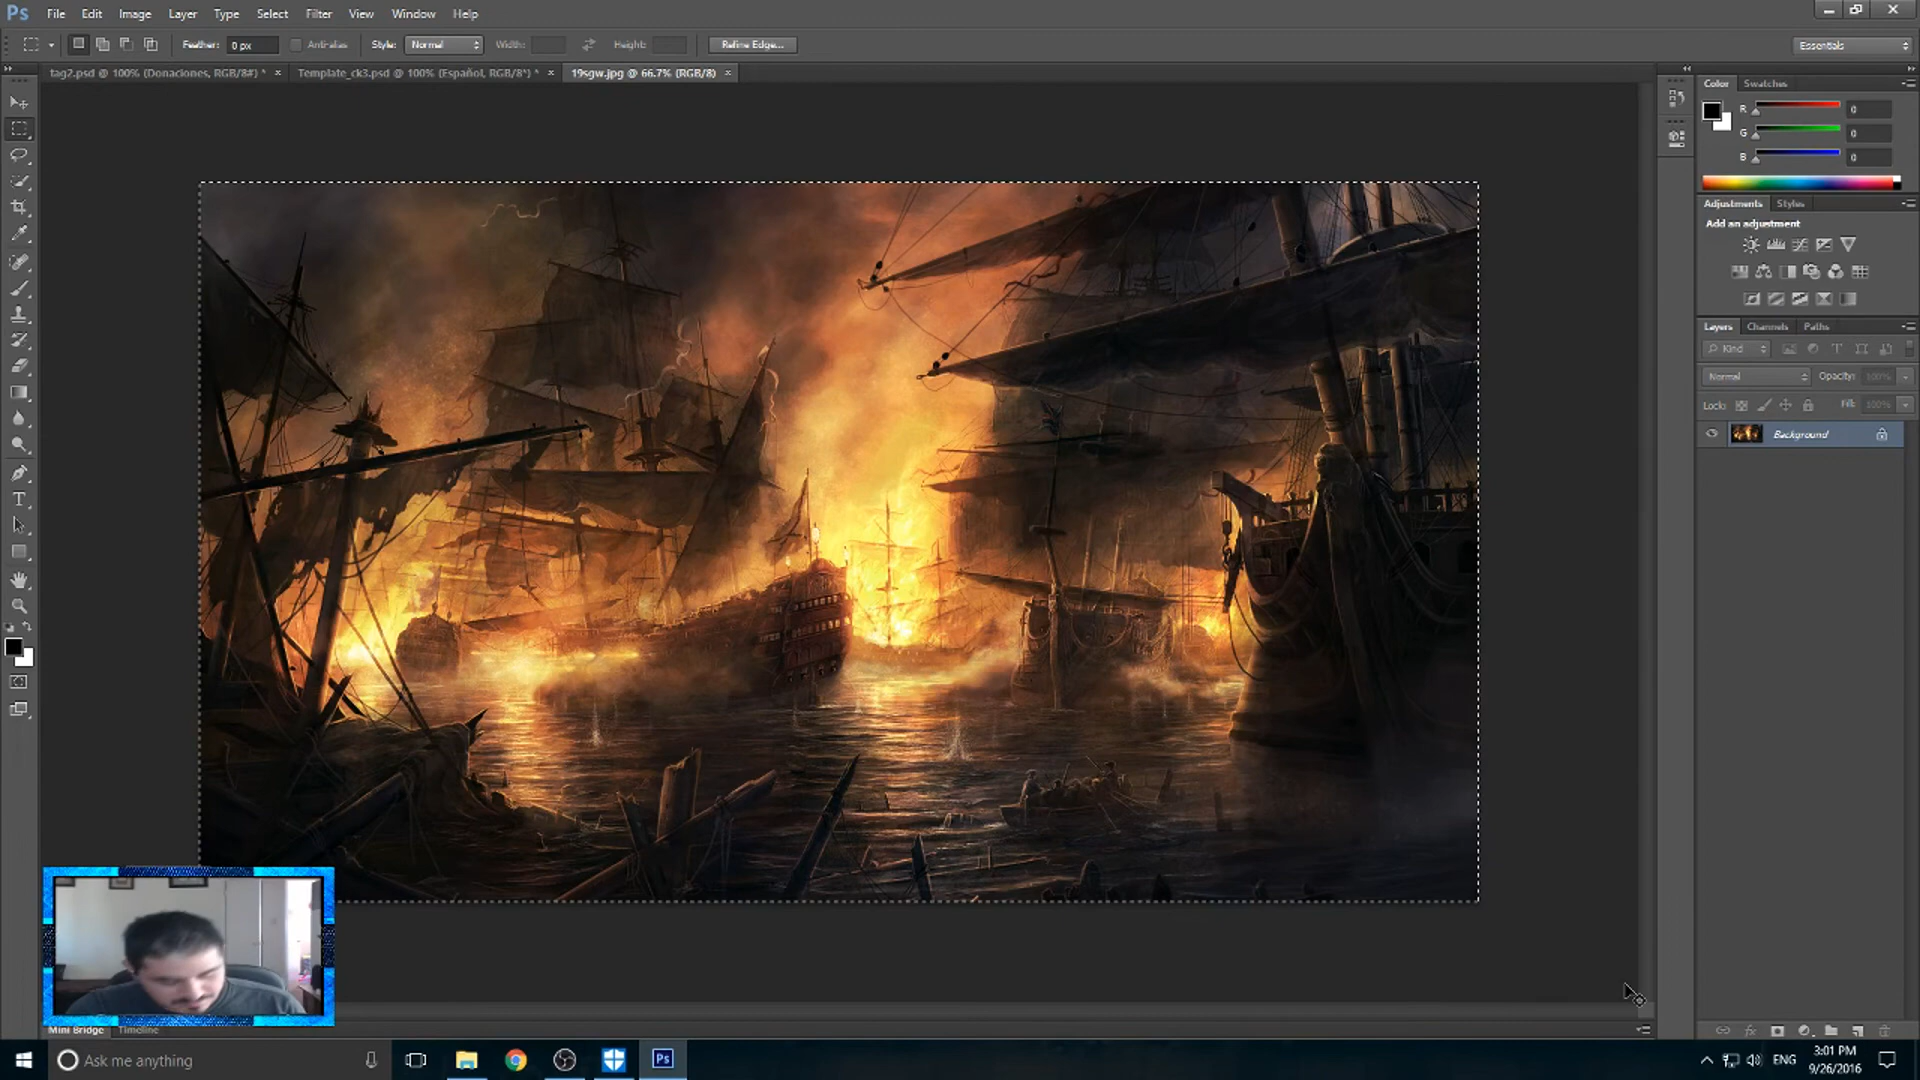 Ps File Edit Image Layer Type Select Filter View Window Help
Feather: 0 px Anti-alias Style: Normal Width: Height: Refine Edge... Essentials
tag2.psd @ 100% (Donaciones, RGB/8#) * × Template_ck3.psd @ 100% (Español, RGB/8*) * × 19sgw.jpg @ 66.7% (RGB/8) ×
Color Swatches
R 0
G 0
B 0
Adjustments Styles
Add an adjustment
Layers Channels Paths
Kind
Normal Opacity: 100%
Lock: Fill: 100%
Background
Mini Bridge Timeline
Ask me anything
Ps
ENG
3:01 PM
9/26/2016